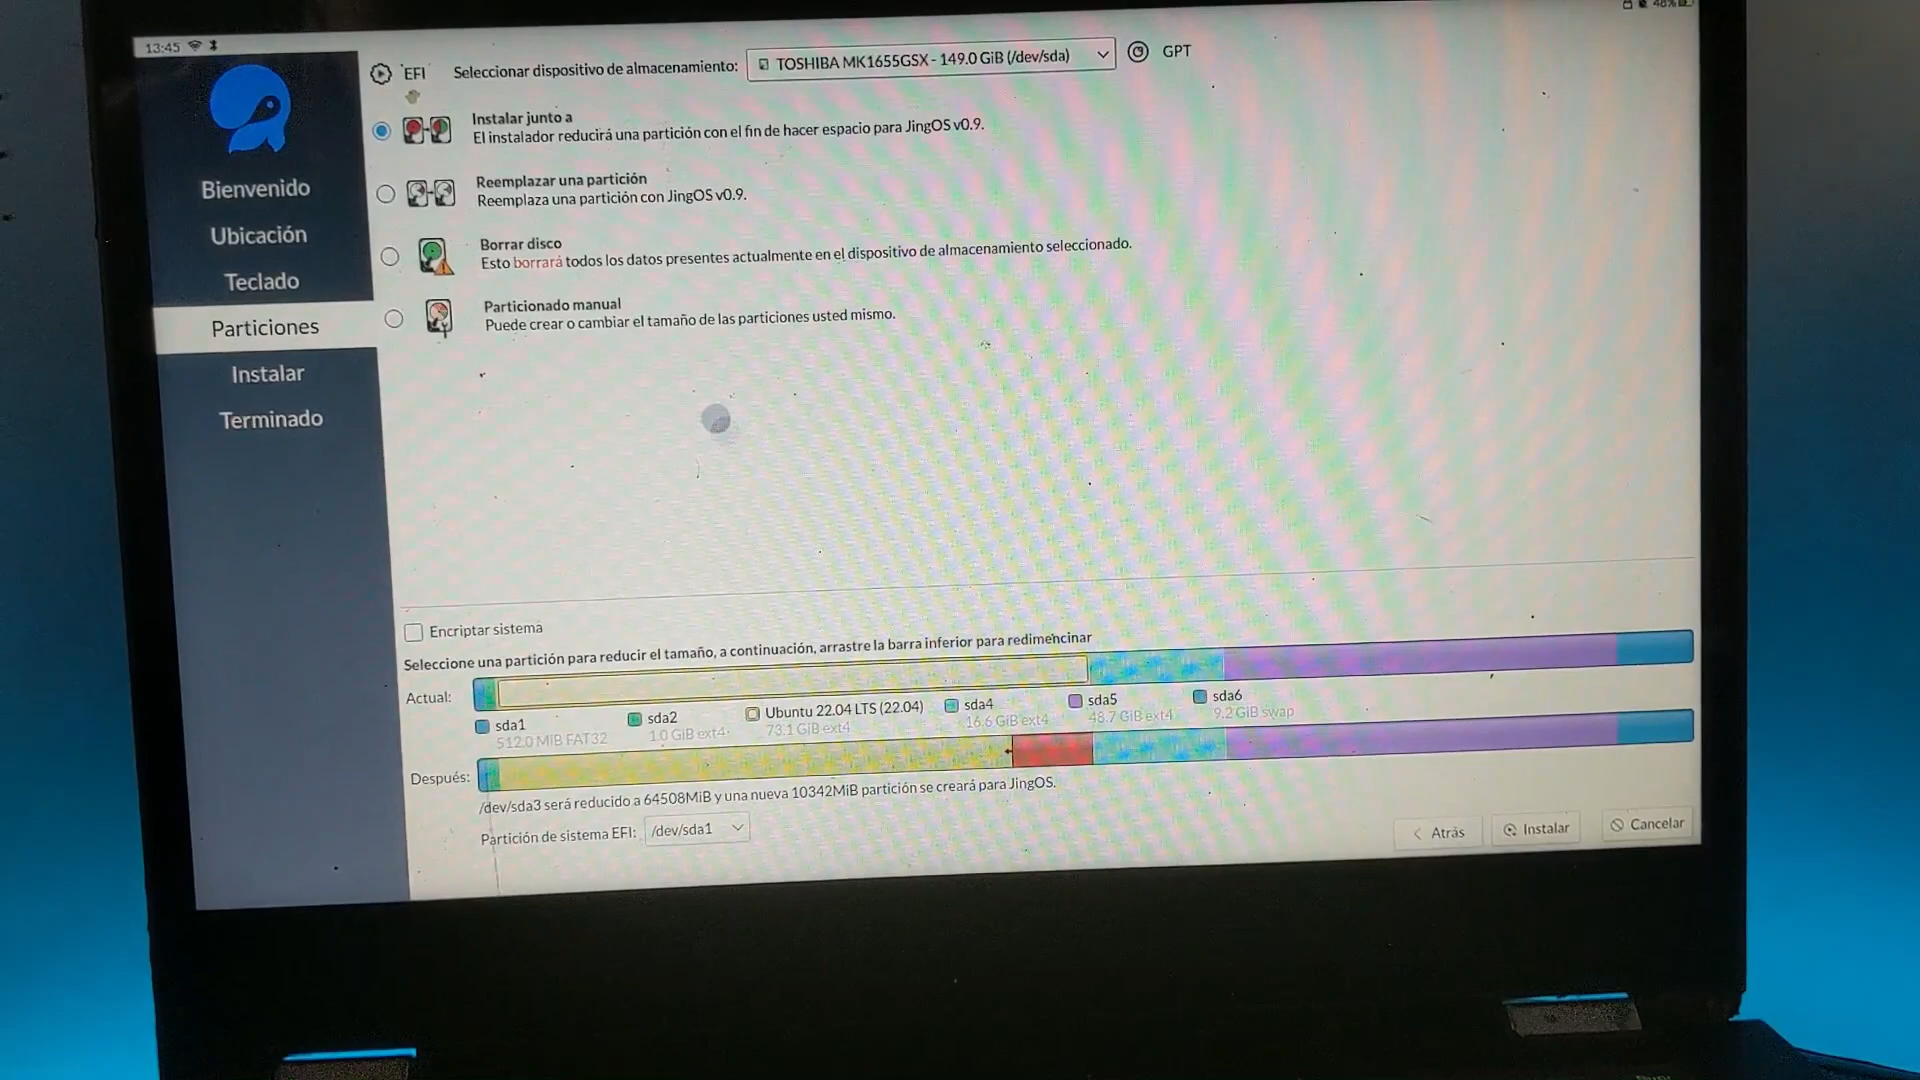 13:45
48%
EFI Seleccionar dispositivo de almacenamiento: TOSHIBA MK1655GSX - 149.0 GiB (/dev/sda) GPT
Instalar junto a
El instalador reducirá una partición con el fin de hacer espacio para JingOS v0.9.
Reemplazar una partición
Reemplaza una partición con JingOS v0.9.
Borrar disco
Esto borrará todos los datos presentes actualmente en el dispositivo de almacenamiento seleccionado.
Particionado manual
Puede crear o cambiar el tamaño de las particiones usted mismo.
Bienvenido
Ubicación
Teclado
Particiones
Instalar
Terminado
Encriptar sistema
Seleccione una partición para reducir el tamaño, a continuación, arrastre la barra inferior para redimencinar
Actual:
sda1 sda2 Ubuntu 22.04 LTS (22.04) sda4 sda5 sda6
512.0 MiB FAT32 1.0 GiB ext4 73.1 GiB ext4 16.6 GiB ext4 48.7 GiB ext4 9.2 GiB swap
Después:
/dev/sda3 será reducido a 64508MiB y una nueva 10342MiB partición se creará para JingOS.
Partición de sistema EFI: /dev/sda1
Atrás Instalar Cancelar